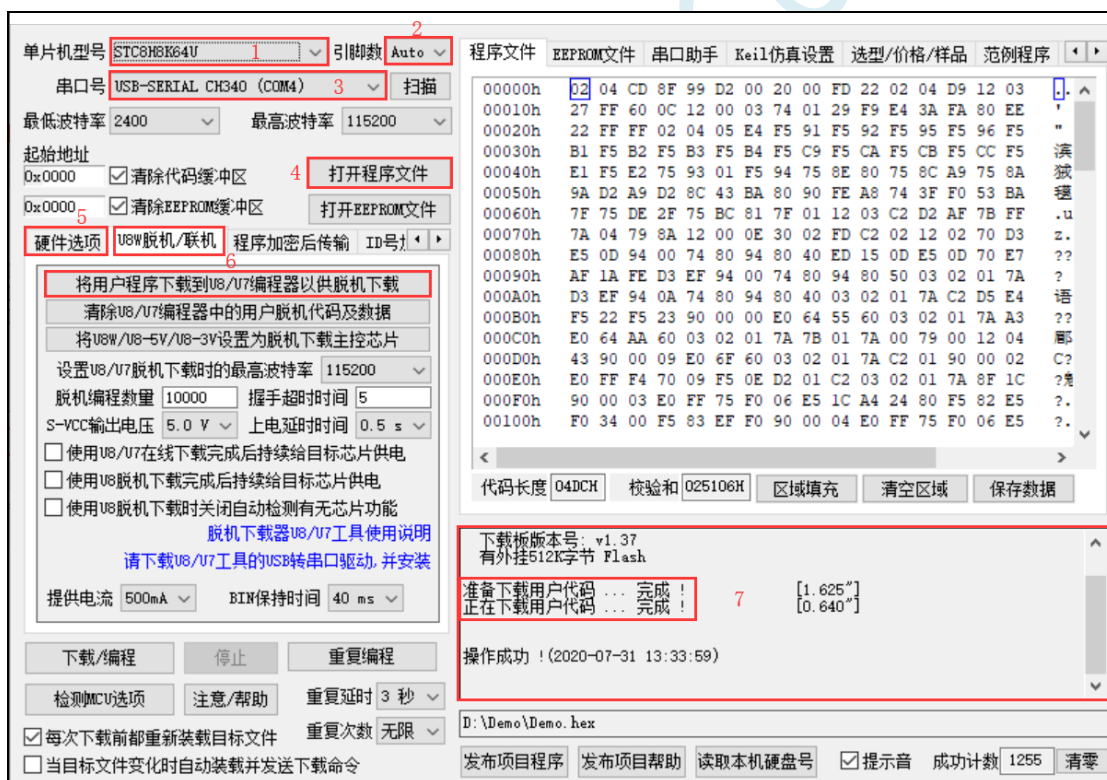 2
单片机型号 STC8H8K64U 1 引脚数 Auto
串口号 USB-SERIAL CH340 (COM4) 3 扫描
最低波特率 2400 最高波特率 115200
起始地址
0x0000 清除代码缓冲区 4 打开程序文件
0x0000 清除EEPROM缓冲区 打开EEPROM文件
5
硬件选项 U8W脱机/联机 程序加密后传输 ID号
6
将用户程序下载到U8/U7编程器以供脱机下载
清除U8/U7编程器中的用户脱机代码及数据
将U8W/U8-5V/U8-3V设置为脱机下载主控芯片
设置U8/U7脱机下载时的最高波特率 115200
脱机编程数量 10000 握手超时时间 5
S-VCC输出电压 5.0 V 上电延时时间 0.5 s
使用U8/U7在线下载完成后持续给目标芯片供电
使用U8脱机下载完成后持续给目标芯片供电
使用U8脱机下载时关闭自动检测有无芯片功能
脱机下载器U8/U7工具使用说明
请下载U8/U7工具的USB转串口驱动,并安装
提供电流 500mA BIN保持时间 40 ms
下载/编程 停止 重复编程
检测MCU选项 注意/帮助 重复延时 3 秒
每次下载前都重新装载目标文件 重复次数 无限
当目标文件变化时自动装载并发送下载命令
程序文件 EEPROM文件 串口助手 Keil仿真设置 选型/价格/样品 范例程序
00000h 02 04 CD 8F 99 D2 00 20 00 FD 22 02 04 D9 12 03 ..
00010h 27 FF 60 0C 12 00 03 74 01 29 F9 E4 3A FA 80 EE '
00020h 22 FF FF 02 04 05 E4 F5 91 F5 92 F5 95 F5 96 F5 "
00030h B1 F5 B2 F5 B3 F5 B4 F5 C9 F5 CA F5 CB F5 CC F5 滨
00040h E1 F5 E2 75 93 01 F5 94 75 8E 80 75 8C A9 75 8A
00050h 9A D2 A9 D2 8C 43 BA 80 90 FE A8 74 3F F0 53 BA
00060h 7F 75 DE 2F 75 BC 81 7F 01 12 03 C2 D2 AF 7B FF .u
00070h 7A 04 79 8A 12 00 0E 30 02 FD C2 02 12 02 70 D3 z.
00080h E5 0D 94 00 74 80 94 80 40 ED 15 0D E5 0D 70 E7 ??
00090h AF 1A FE D3 EF 94 00 74 80 94 80 50 03 02 01 7A ?
000A0h D3 EF 94 0A 74 80 94 80 40 03 02 01 7A C2 D5 E4 语
000B0h F5 22 F5 23 90 00 00 E0 64 55 60 03 02 01 7A A3 ??
000C0h E0 64 AA 60 03 02 01 7A 7B 01 7A 00 79 00 12 04
000D0h 43 90 00 09 E0 6F 60 03 02 01 7A C2 01 90 00 02 C?
000E0h E0 FF F4 70 09 F5 0E D2 01 C2 03 02 01 7A 8F 1C ?
000F0h 90 00 03 E0 FF 75 F0 06 E5 1C A4 24 80 F5 82 E5 ?.
00100h F0 34 00 F5 83 EF F0 90 00 04 E0 FF 75 F0 06 E5 ?.
代码长度 04DCH 校验和 025106H 区域填充 清空区域 保存数据
下载板版本号: v1.37
有外挂512K字节 Flash
准备下载用户代码 ... 完成 ! [1.625"]
正在下载用户代码 ... 完成 ! [0.640"]
7
操作成功 !(2020-07-31 13:33:59)
D:\Demo\Demo.hex
发布项目程序 发布项目帮助 读取本机硬盘号 提示音 成功计数 1255 清零